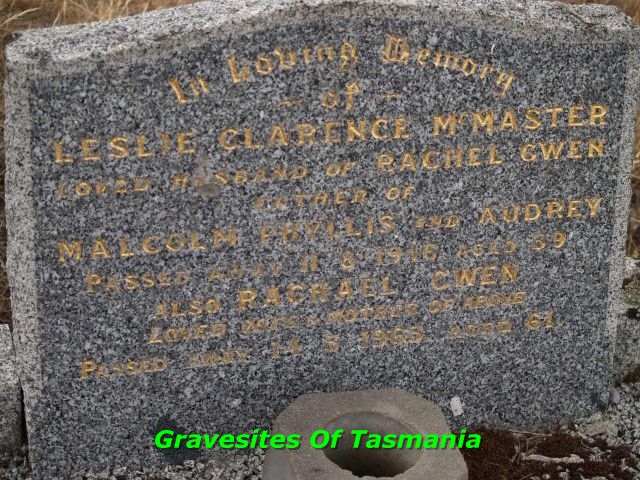 In Loving Memory
— of —
LESLIE CLARENCE McMASTER
LOVED HUSBAND OF RACHEL GWEN
FATHER OF
MALCOLM, PHYLLIS AND AUDREY
PASSED AWAY 11-8-1946 AGED 59
ALSO RACHAEL GWEN
LOVED WIFE & MOTHER OF ABOVE
PASSED AWAY 14-5-1955 AGED 61.
Gravesites Of Tasmania